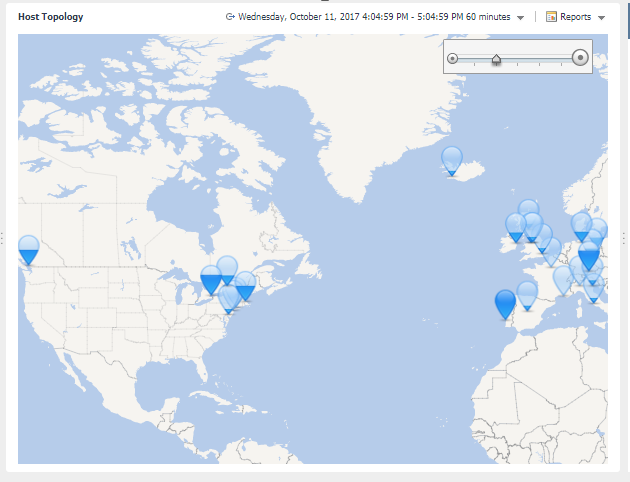 Host Topology
Wednesday, October 11, 2017 4:04:59 PM - 5:04:59 PM 60 minutes
Reports